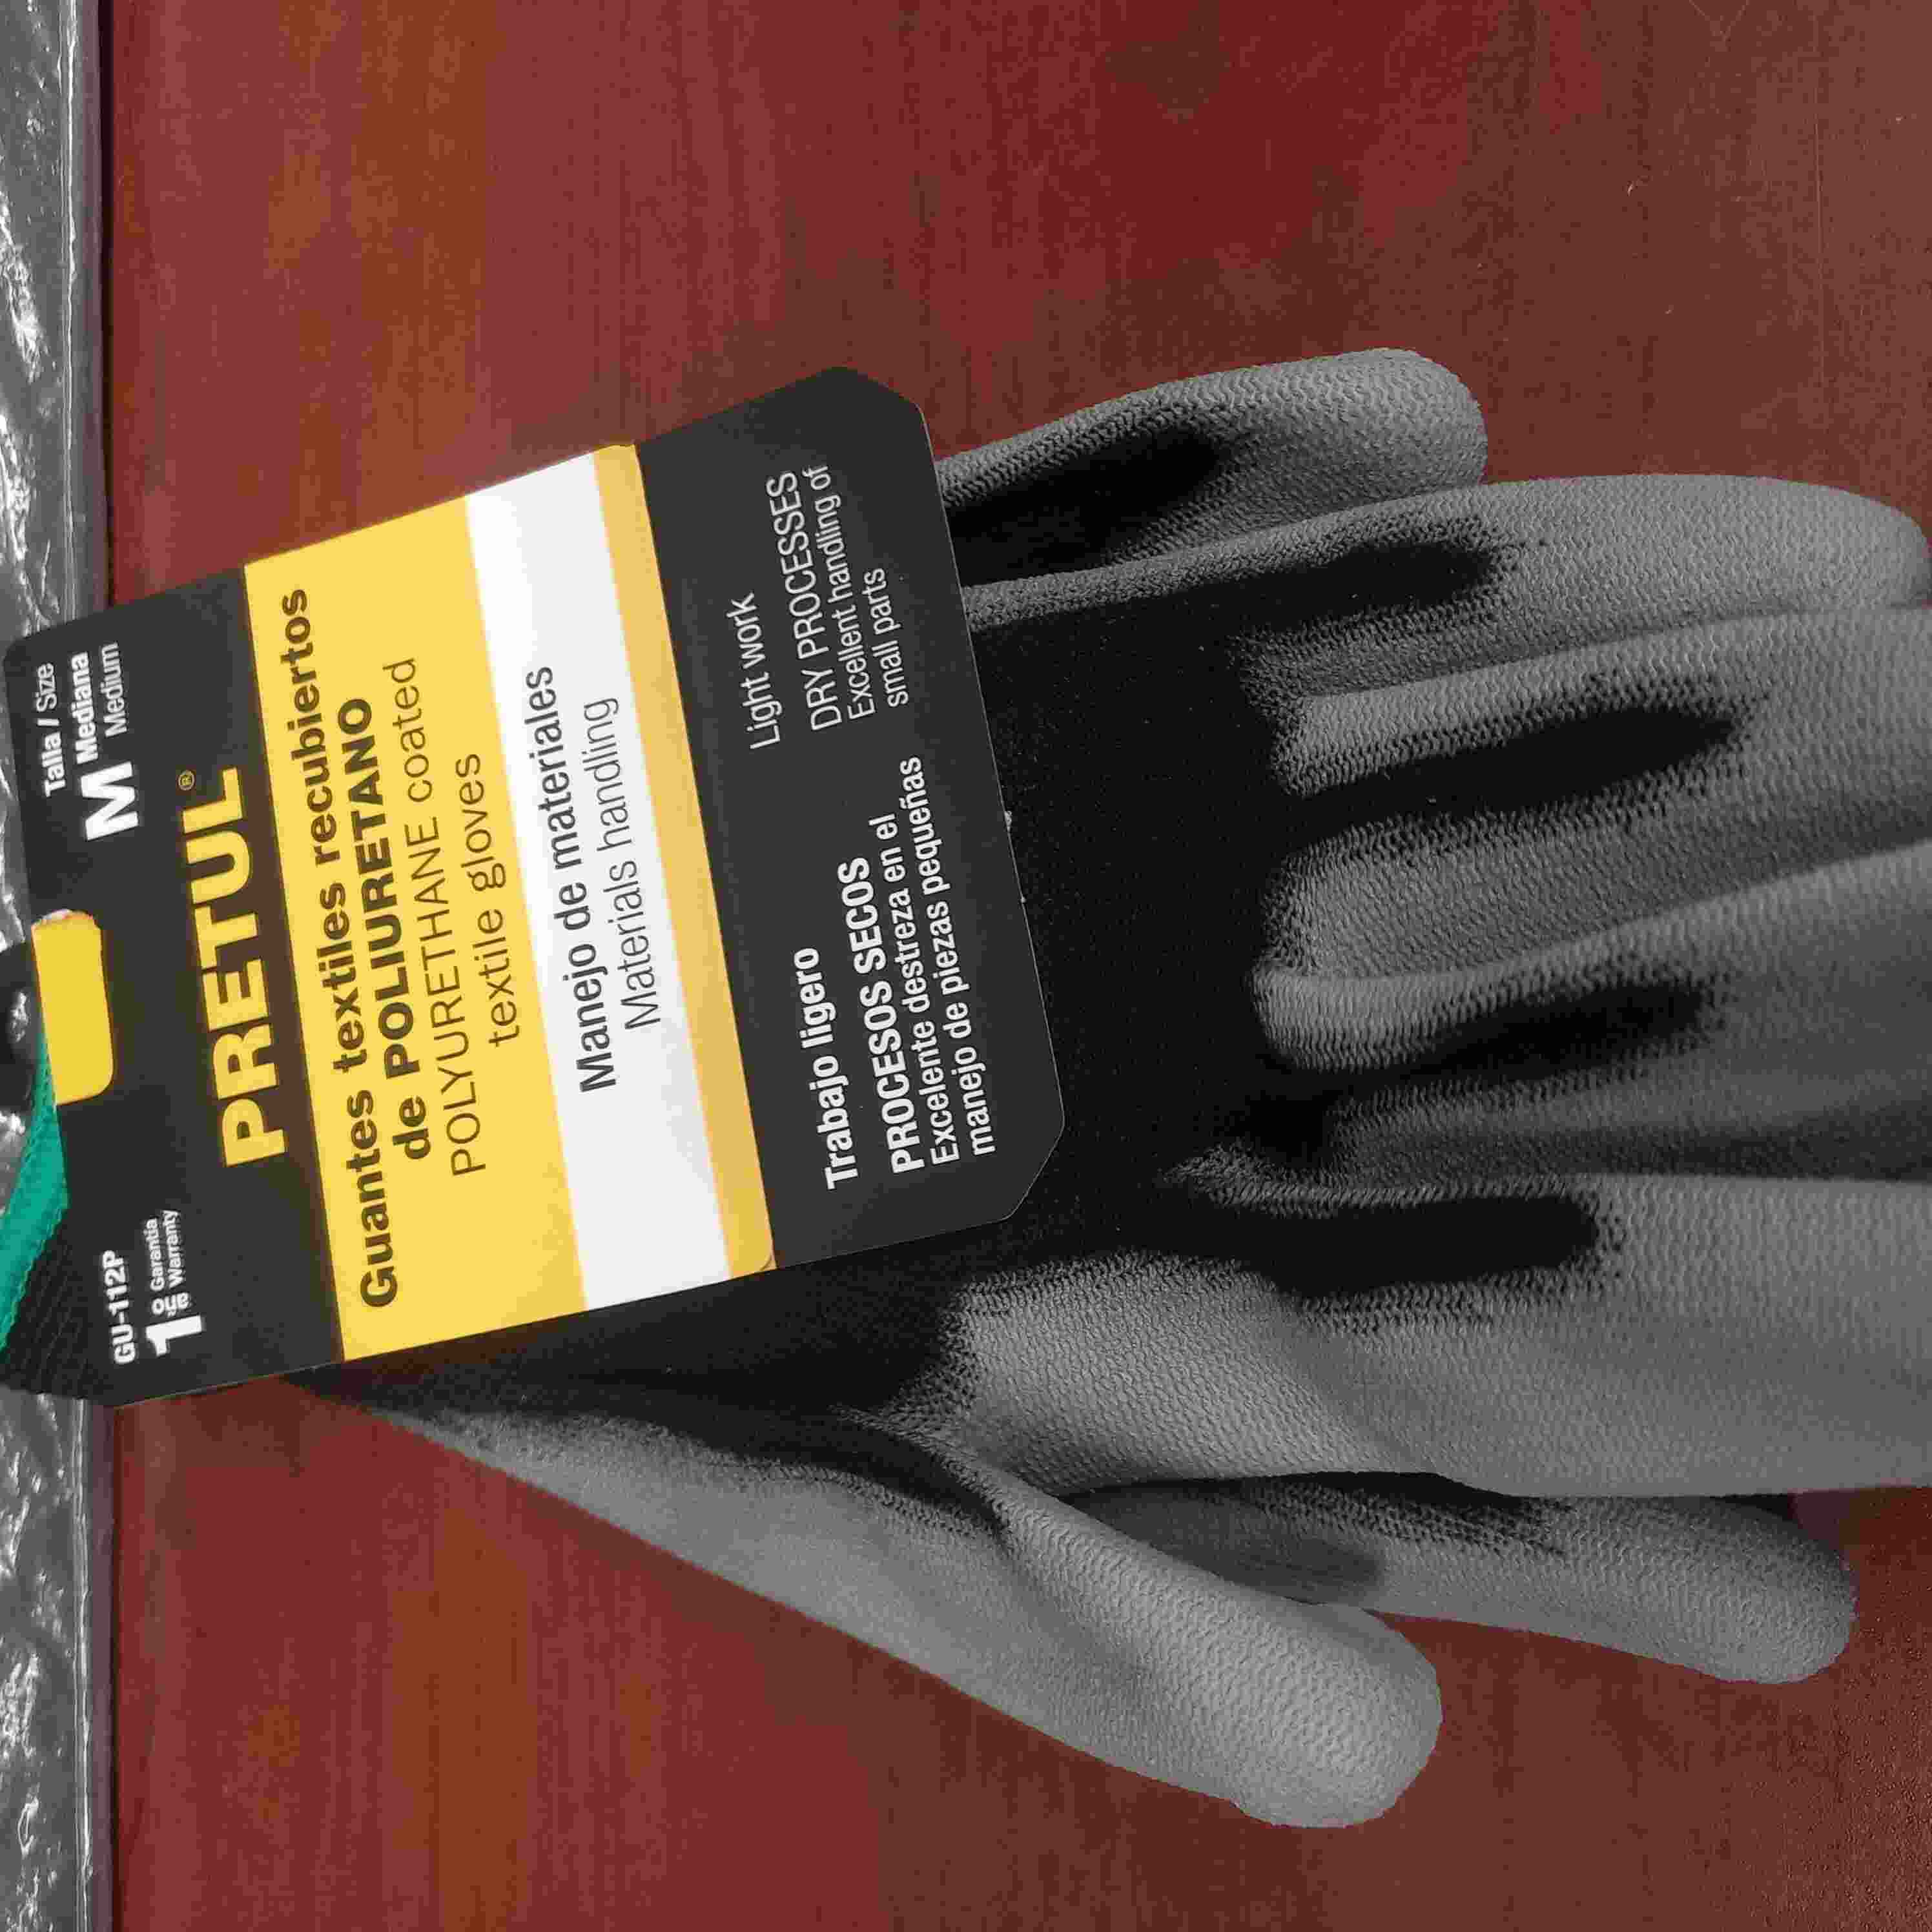 GU-112P
1 AÑO Garantía
YEAR Warranty
Talla / Size
M Mediana
Medium
PRETUL®
Guantes textiles recubiertos
de POLIURETANO
POLYURETHANE coated
textile gloves
Manejo de materiales
Materials handling
Trabajo ligero
PROCESOS SECOS
Excelente destreza en el
manejo de piezas pequeñas
Light work
DRY PROCESSES
Excellent handling of
small parts